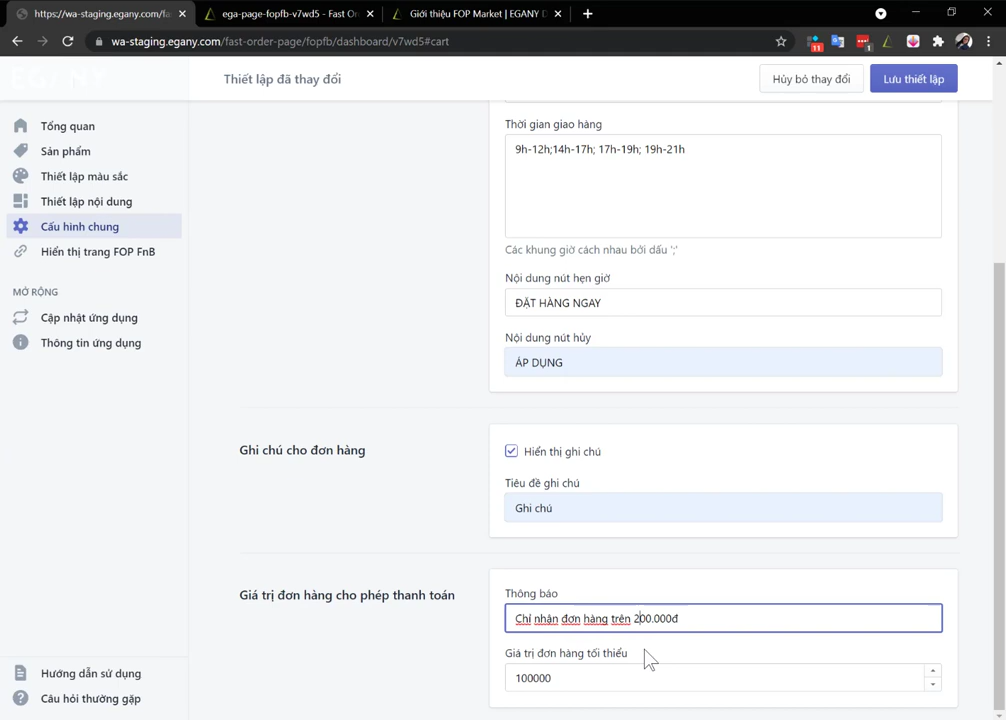 https://wa-staging.egany.com/fa
ega-page-fopfb-v7wd5 - Fast Or
Giới thiệu FOP Market | EGANY D
wa-staging.egany.com/fast-order-page/fopfb/dashboard/v7wd5#cart
11
1
EGANY
Thiết lập đã thay đổi
Hủy bỏ thay đổi
Lưu thiết lập
Tổng quan
Sản phẩm
Thiết lập màu sắc
Thiết lập nội dung
Cấu hình chung
Hiển thị trang FOP FnB
MỞ RỘNG
Cập nhật ứng dụng
Thông tin ứng dụng
Hướng dẫn sử dụng
Câu hỏi thường gặp
Thời gian giao hàng
9h-12h;14h-17h; 17h-19h; 19h-21h
Các khung giờ cách nhau bởi dấu ';'
Nội dung nút hẹn giờ
ĐẶT HÀNG NGAY
Nội dung nút hủy
ÁP DỤNG
Ghi chú cho đơn hàng
Hiển thị ghi chú
Tiêu đề ghi chú
Ghi chú
Giá trị đơn hàng cho phép thanh toán
Thông báo
Chỉ nhận đơn hàng trên 200.000đ
Giá trị đơn hàng tối thiểu
100000